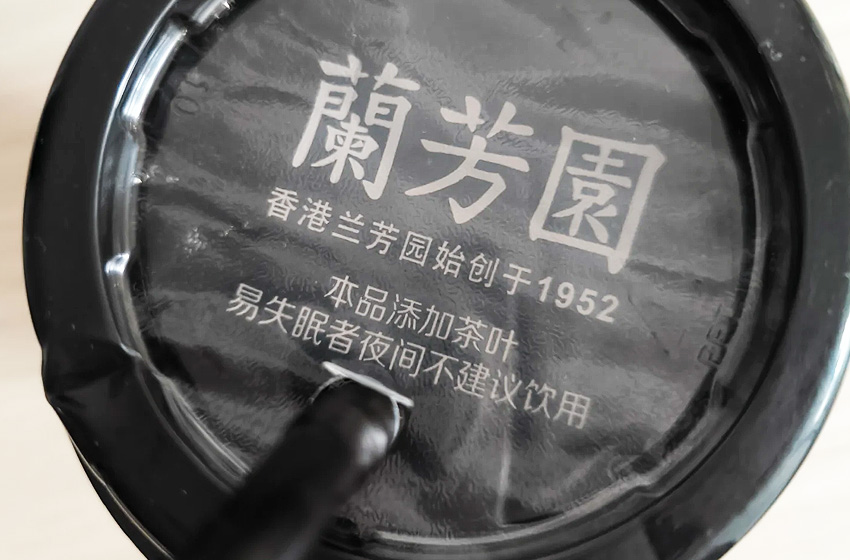 蘭芳園
香港兰芳园始创于1952
本品添加茶叶
易失眠者夜间不建议饮用
PET